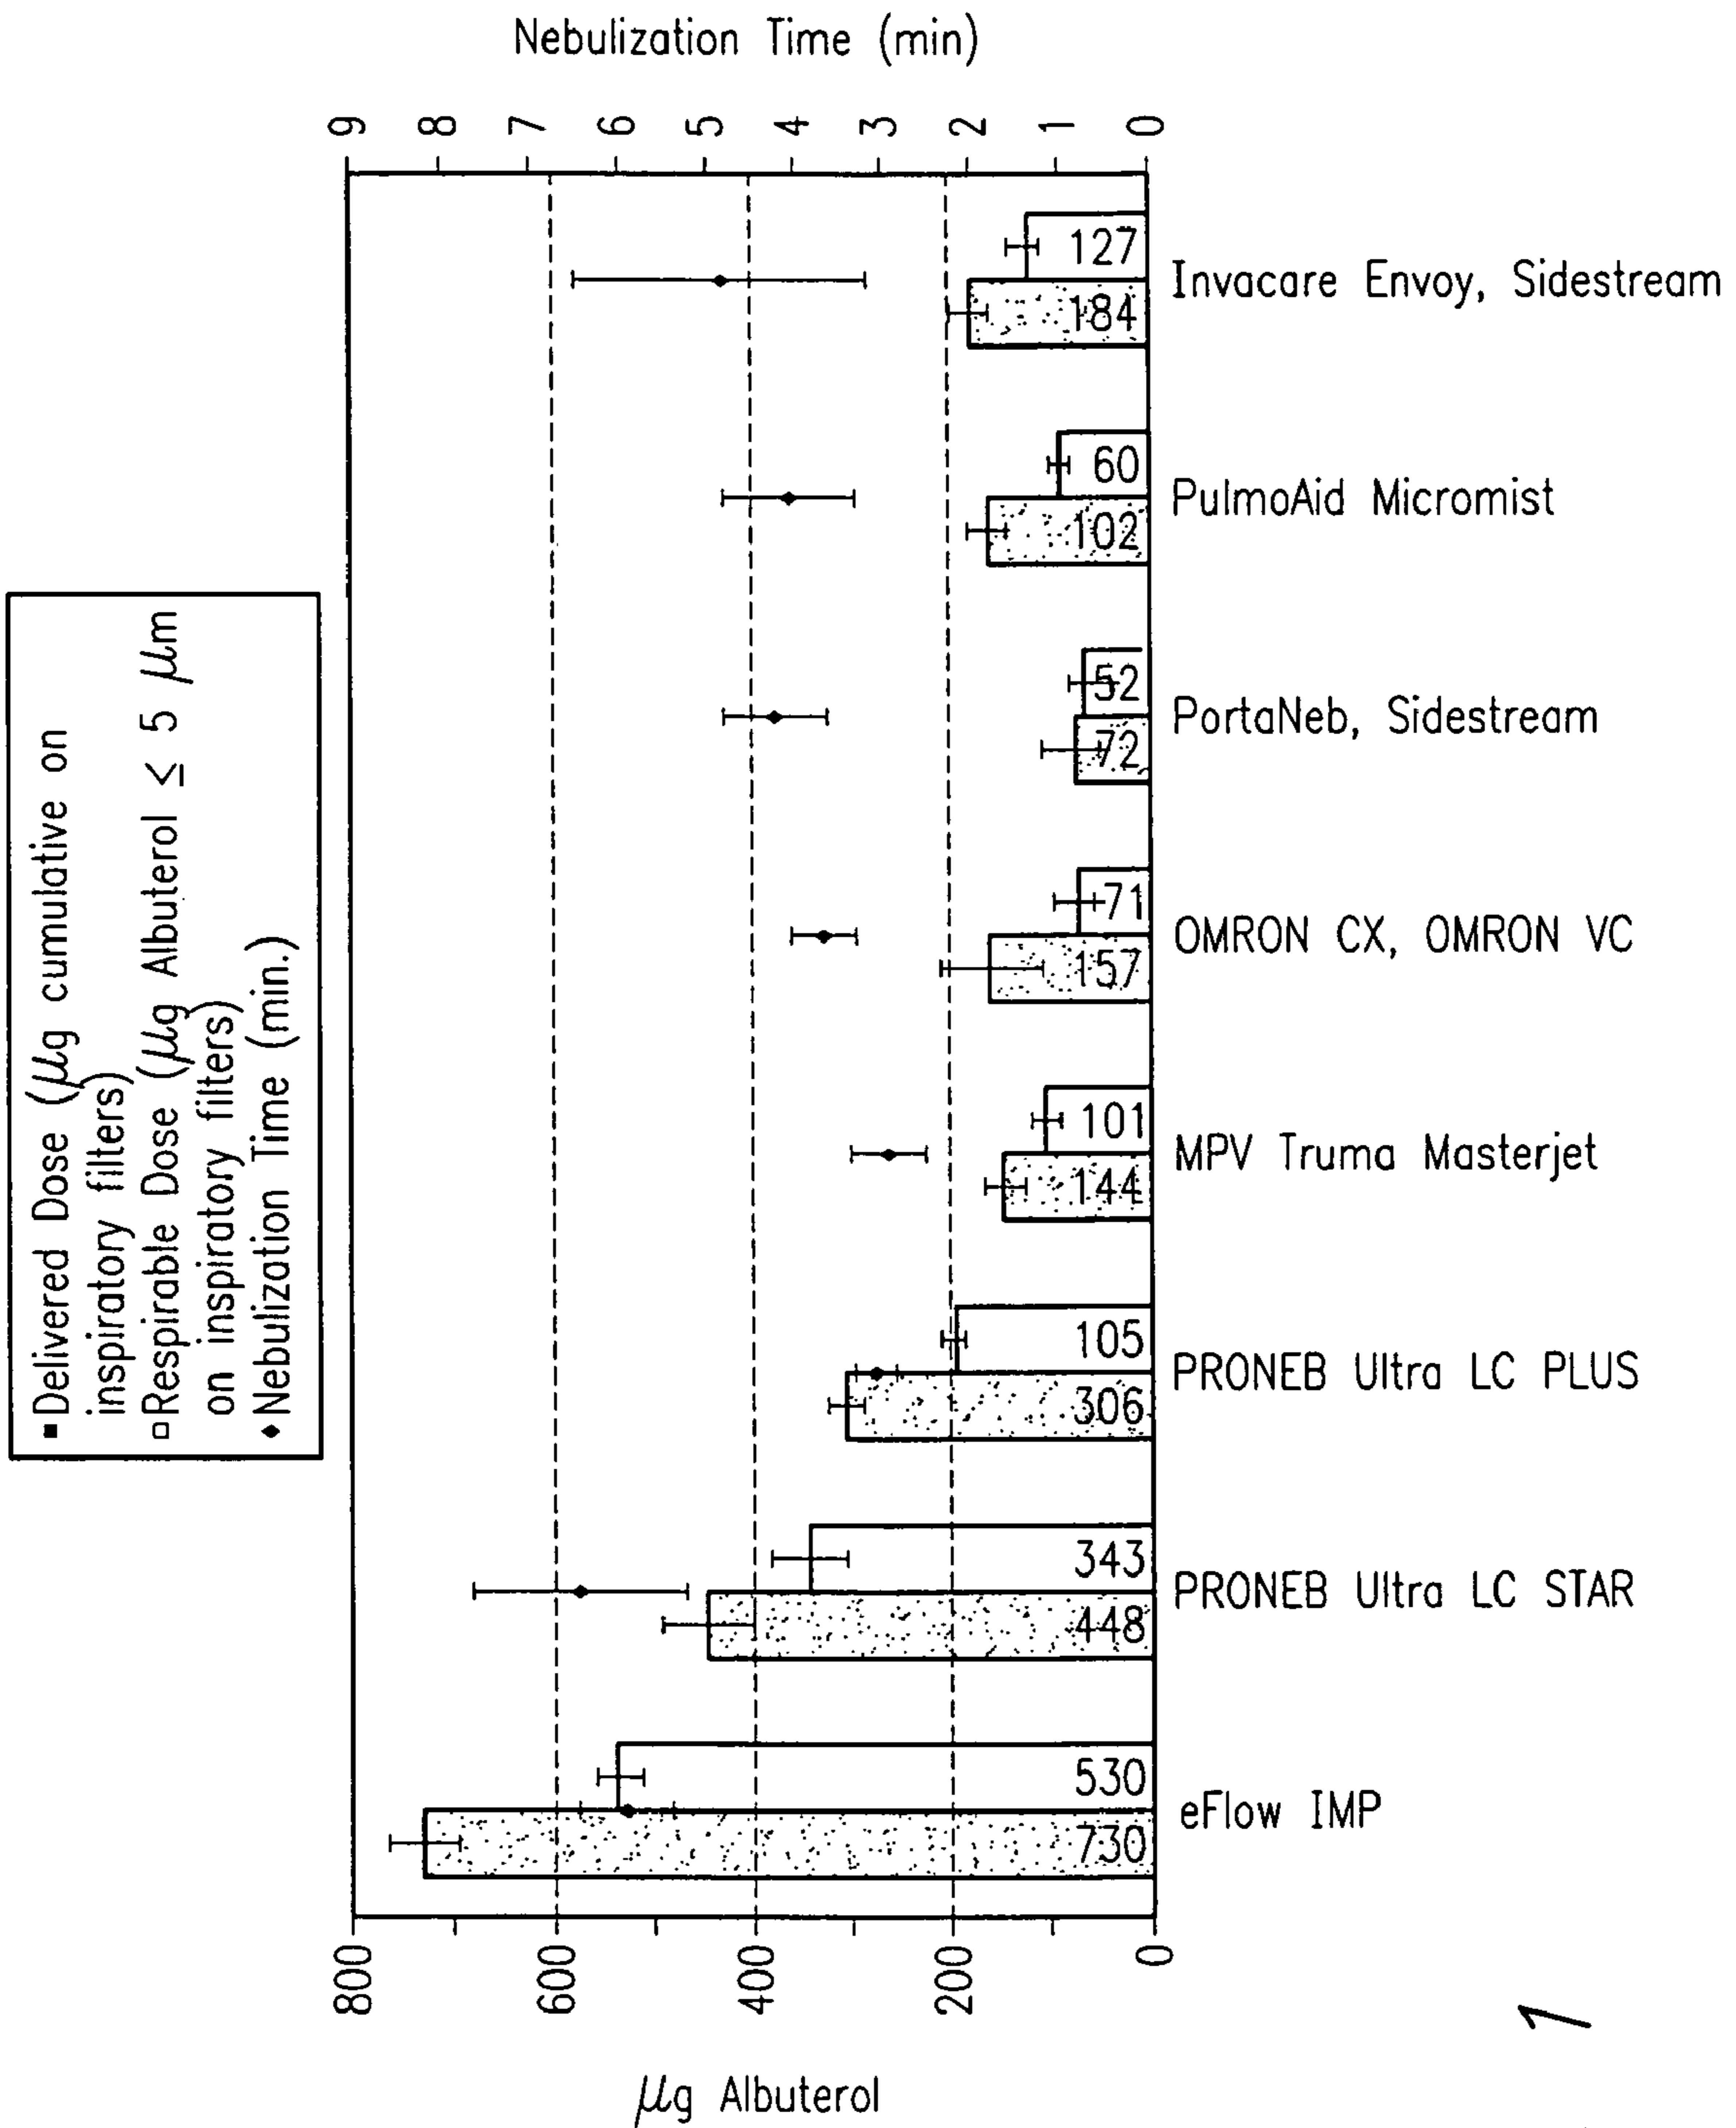 ■ Delivered Dose (µg cumulative on
inspiratory filters)
□ Respirable Dose (µg Albuterol ≤ 5 µm
on inspiratory filters)
◆ Nebulization Time (min.)
µg Albuterol
800
600
400
200
0
730
530
448
343
306
105
144
101
157
71
72
52
102
60
184
127
eFlow IMP
PRONEB Ultra LC STAR
PRONEB Ultra LC PLUS
MPV Truma Masterjet
OMRON CX, OMRON VC
PortaNeb, Sidestream
PulmoAid Micromist
Invacare Envoy, Sidestream
9
8
7
6
5
4
3
2
1
0
Nebulization Time (min)
1